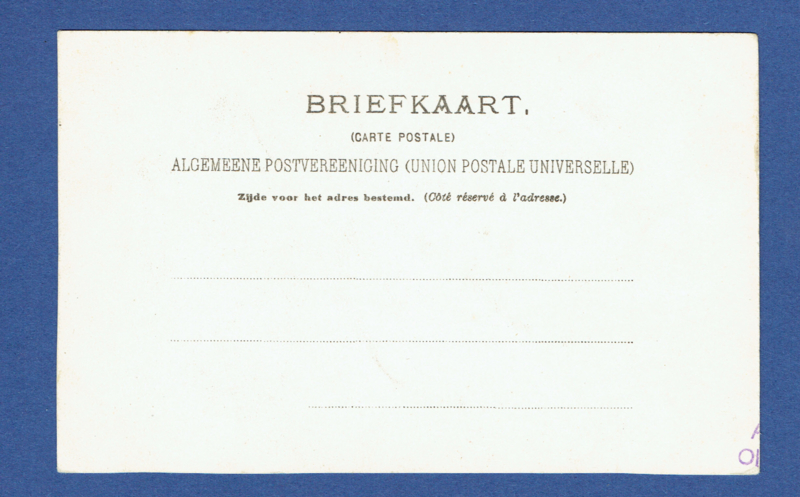 BRIEFKAART.
(CARTE POSTALE)
ALGEMEENE POSTVEREENIGING (UNION POSTALE UNIVERSELLE)
Zijde voor het adres bestemd. (Côté réservé à l'adresse.)